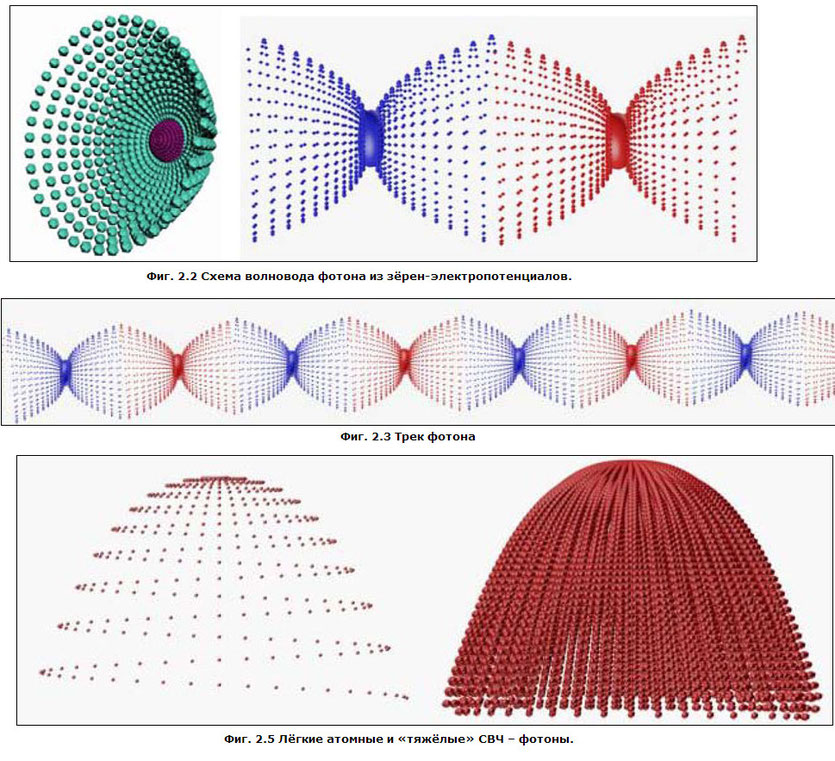 Фиг. 2.2 Схема волновода фотона из зёрен-электропотенциалов.
Фиг. 2.3 Трек фотона
Фиг. 2.5 Лёгкие атомные и «тяжёлые» СВЧ – фотоны.